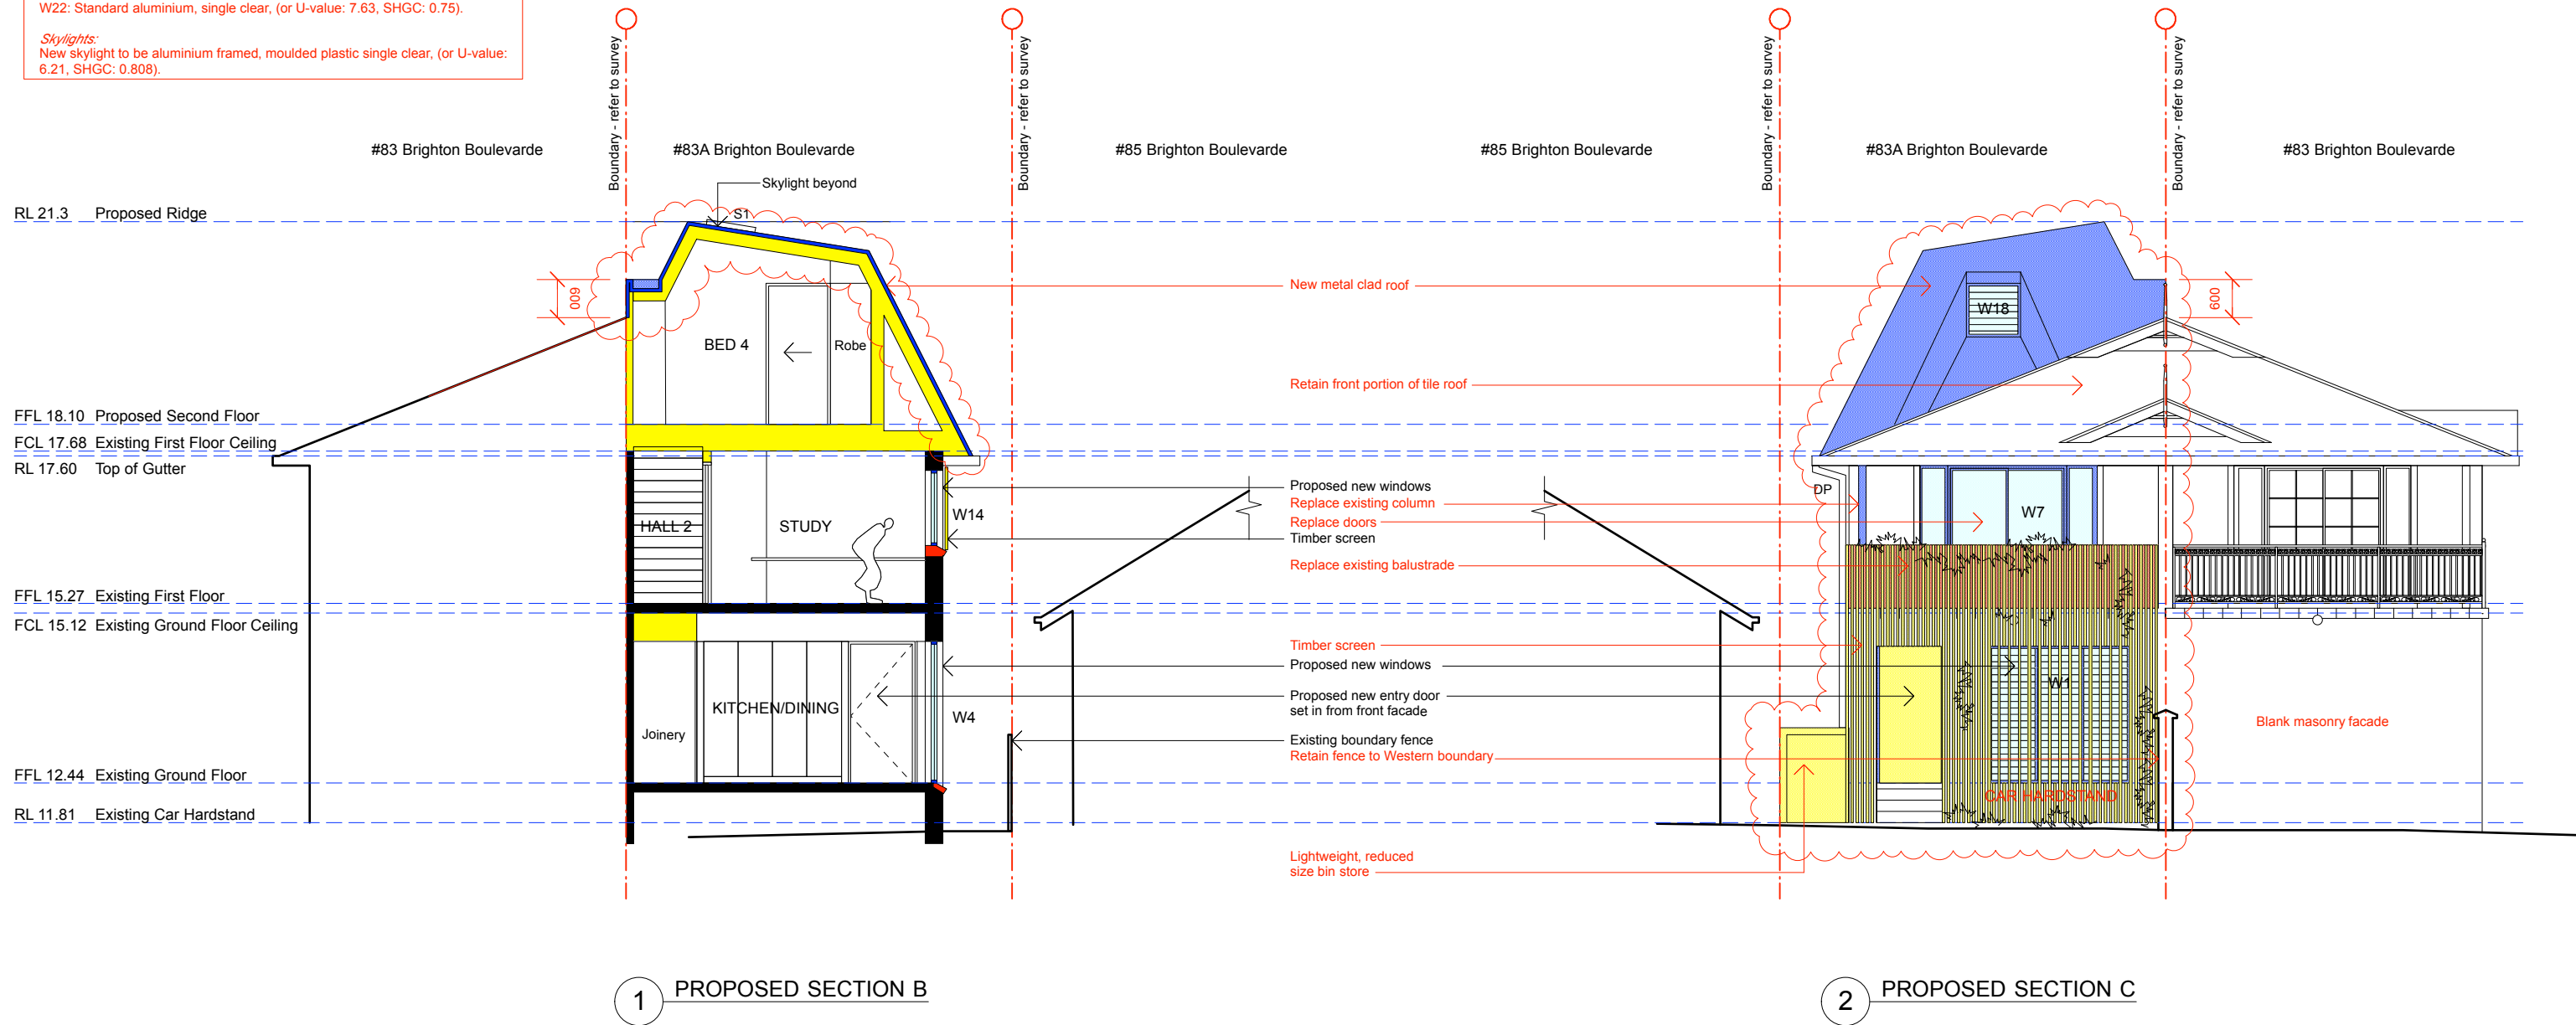 W22: Standard aluminium, single clear, (or U-value: 7.63, SHGC: 0.75).
Skylights:
New skylight to be aluminium framed, moulded plastic single clear, (or U-value:
6.21, SHGC: 0.808).
Boundary - refer to survey
Boundary - refer to survey
Boundary - refer to survey
Boundary - refer to survey
#83 Brighton Boulevarde
#83A Brighton Boulevarde
#85 Brighton Boulevarde
#85 Brighton Boulevarde
#83A Brighton Boulevarde
#83 Brighton Boulevarde
RL 21.3 Proposed Ridge
FFL 18.10 Proposed Second Floor
FCL 17.68 Existing First Floor Ceiling
RL 17.60 Top of Gutter
FFL 15.27 Existing First Floor
FCL 15.12 Existing Ground Floor Ceiling
FFL 12.44 Existing Ground Floor
RL 11.81 Existing Car Hardstand
Skylight beyond
S1
600
BED 4
Robe
HALL 2
STUDY
W14
Joinery
KITCHEN/DINING
W4
New metal clad roof
Retain front portion of tile roof
Proposed new windows
Replace existing column
Replace doors
Timber screen
Replace existing balustrade
Timber screen
Proposed new windows
Proposed new entry door
set in from front facade
Existing boundary fence
Retain fence to Western boundary
Lightweight, reduced
size bin store
W18
600
DP
W7
W1
CAR HARDSTAND
Blank masonry facade
1 PROPOSED SECTION B
2 PROPOSED SECTION C